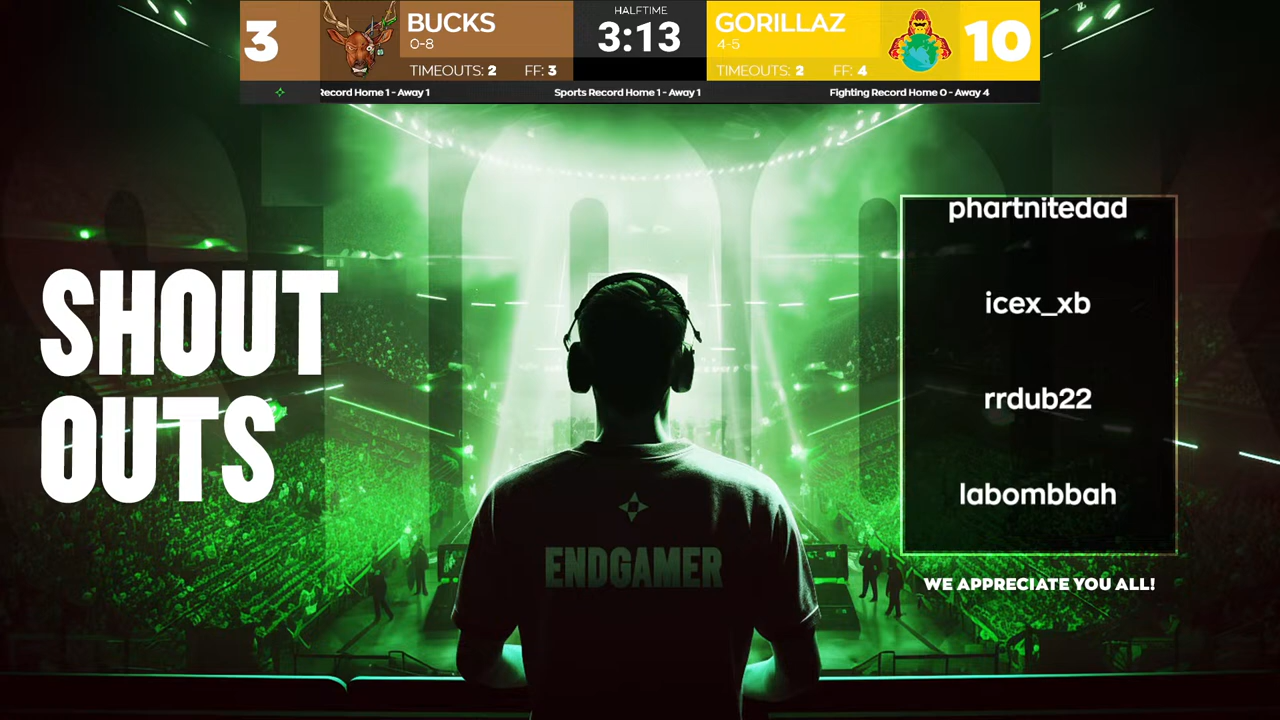 3
BUCKS
0-8
TIMEOUTS: 2 FF: 3
HALFTIME
3:13
GORILLAZ
4-5
TIMEOUTS: 2 FF: 4
10
Record Home 1 - Away 1 Sports Record Home 1 - Away 1 Fighting Record Home 0 - Away 4
SHOUT
OUTS
phartnitedad
icex_xb
rrdub22
labombbah
WE APPRECIATE YOU ALL!
ENDGAMER